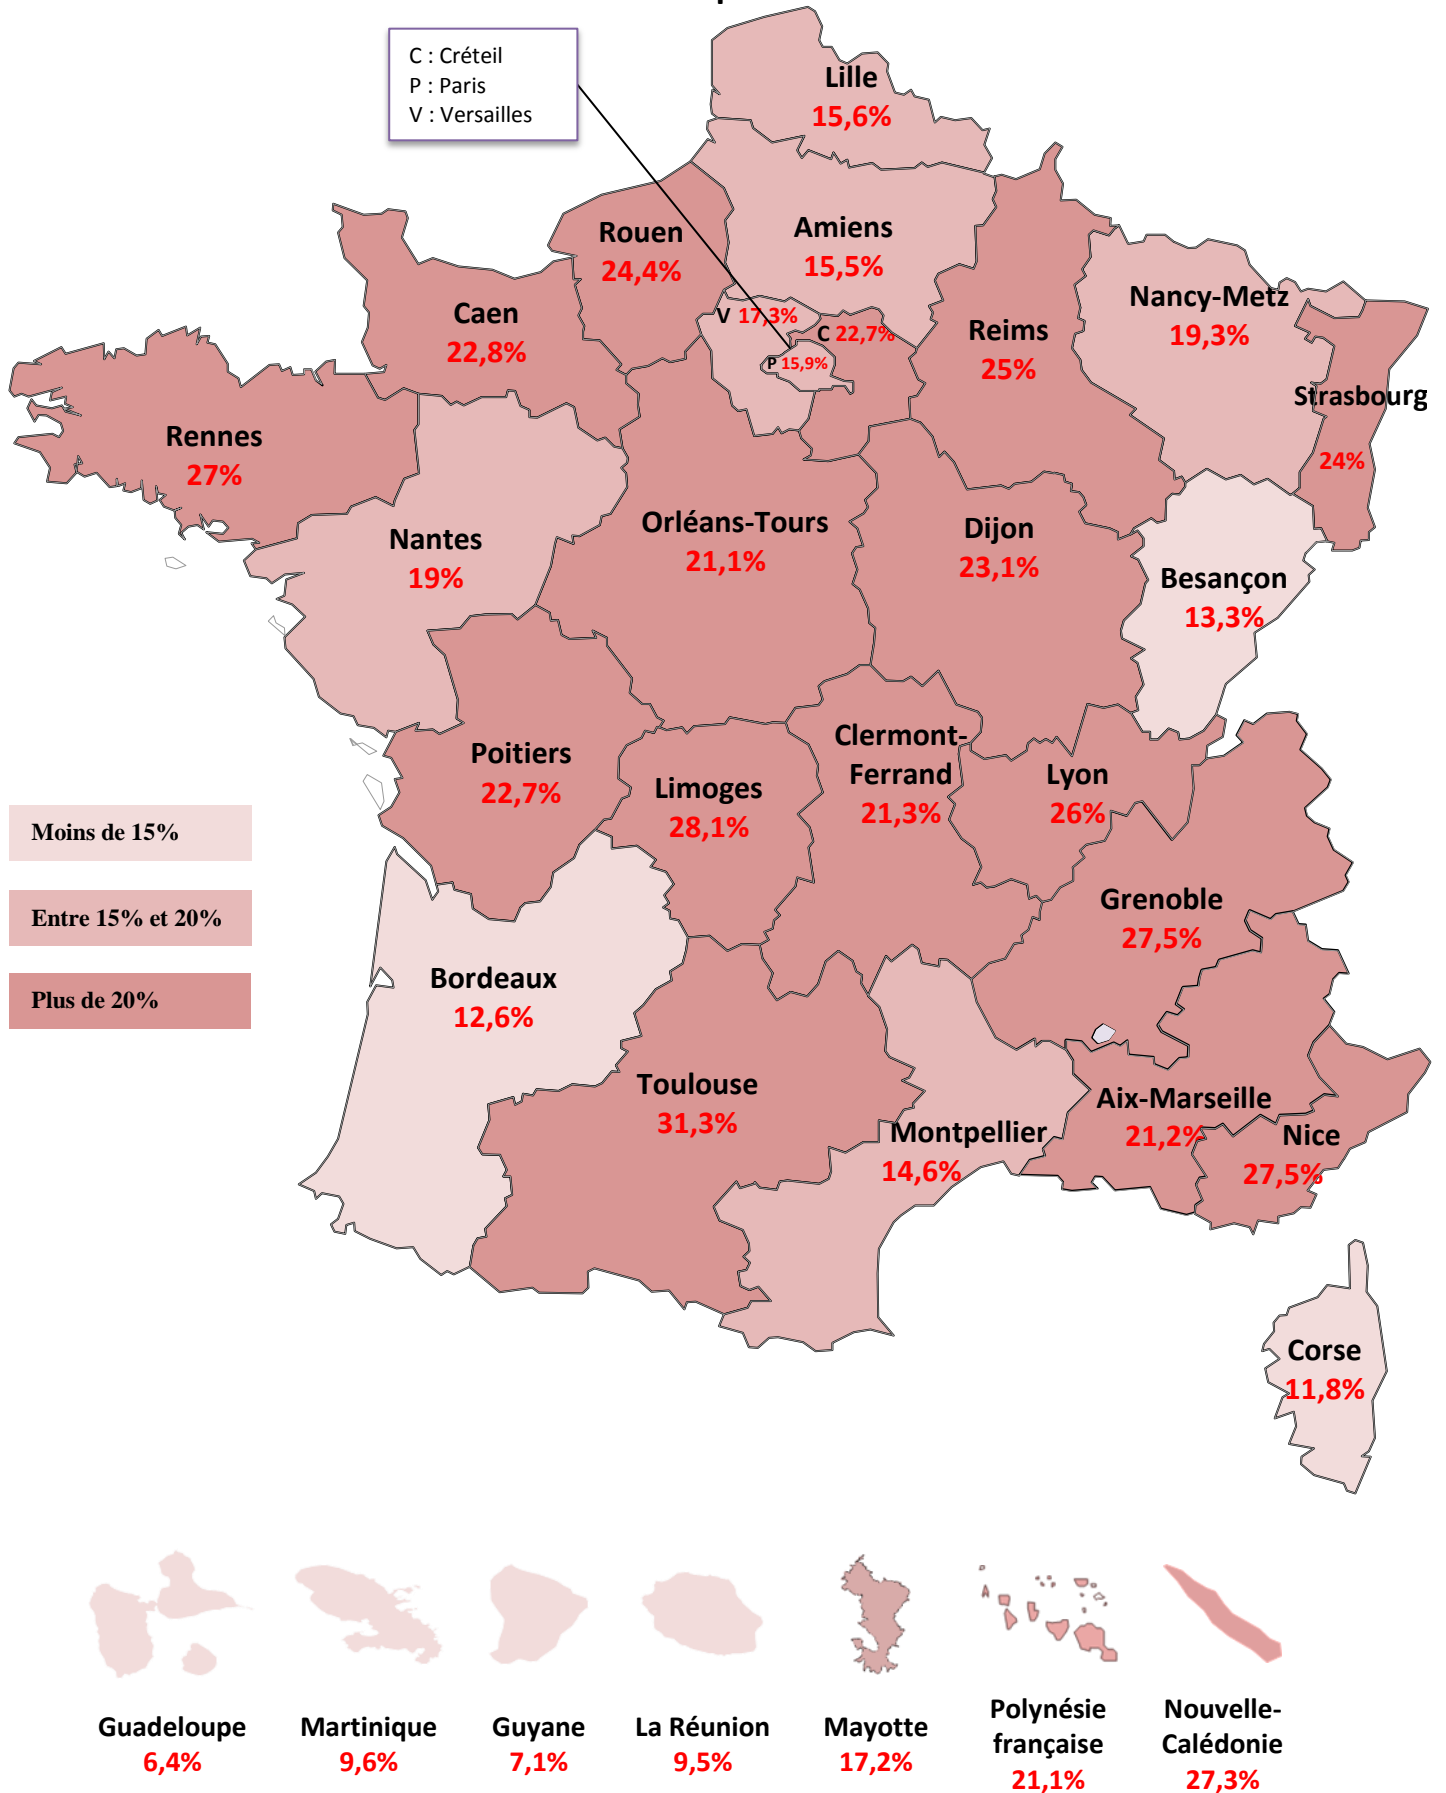 C : Créteil
P : Paris
V : Versailles
Lille
15,6%
Rouen
24,4%
Amiens
15,5%
Caen
22,8%
V 17,3%
C 22,7%
P 15,9%
Reims
25%
Nancy-Metz
19,3%
Strasbourg
24%
Rennes
27%
Nantes
19%
Orléans-Tours
21,1%
Dijon
23,1%
Besançon
13,3%
Poitiers
22,7%
Limoges
28,1%
Clermont-
Ferrand
21,3%
Lyon
26%
Moins de 15%
Entre 15% et 20%
Plus de 20%
Grenoble
27,5%
Bordeaux
12,6%
Toulouse
31,3%
Montpellier
14,6%
Aix-Marseille
21,2%
Nice
27,5%
Corse
11,8%
Guadeloupe
6,4%
Martinique
9,6%
Guyane
7,1%
La Réunion
9,5%
Mayotte
17,2%
Polynésie
française
21,1%
Nouvelle-
Calédonie
27,3%